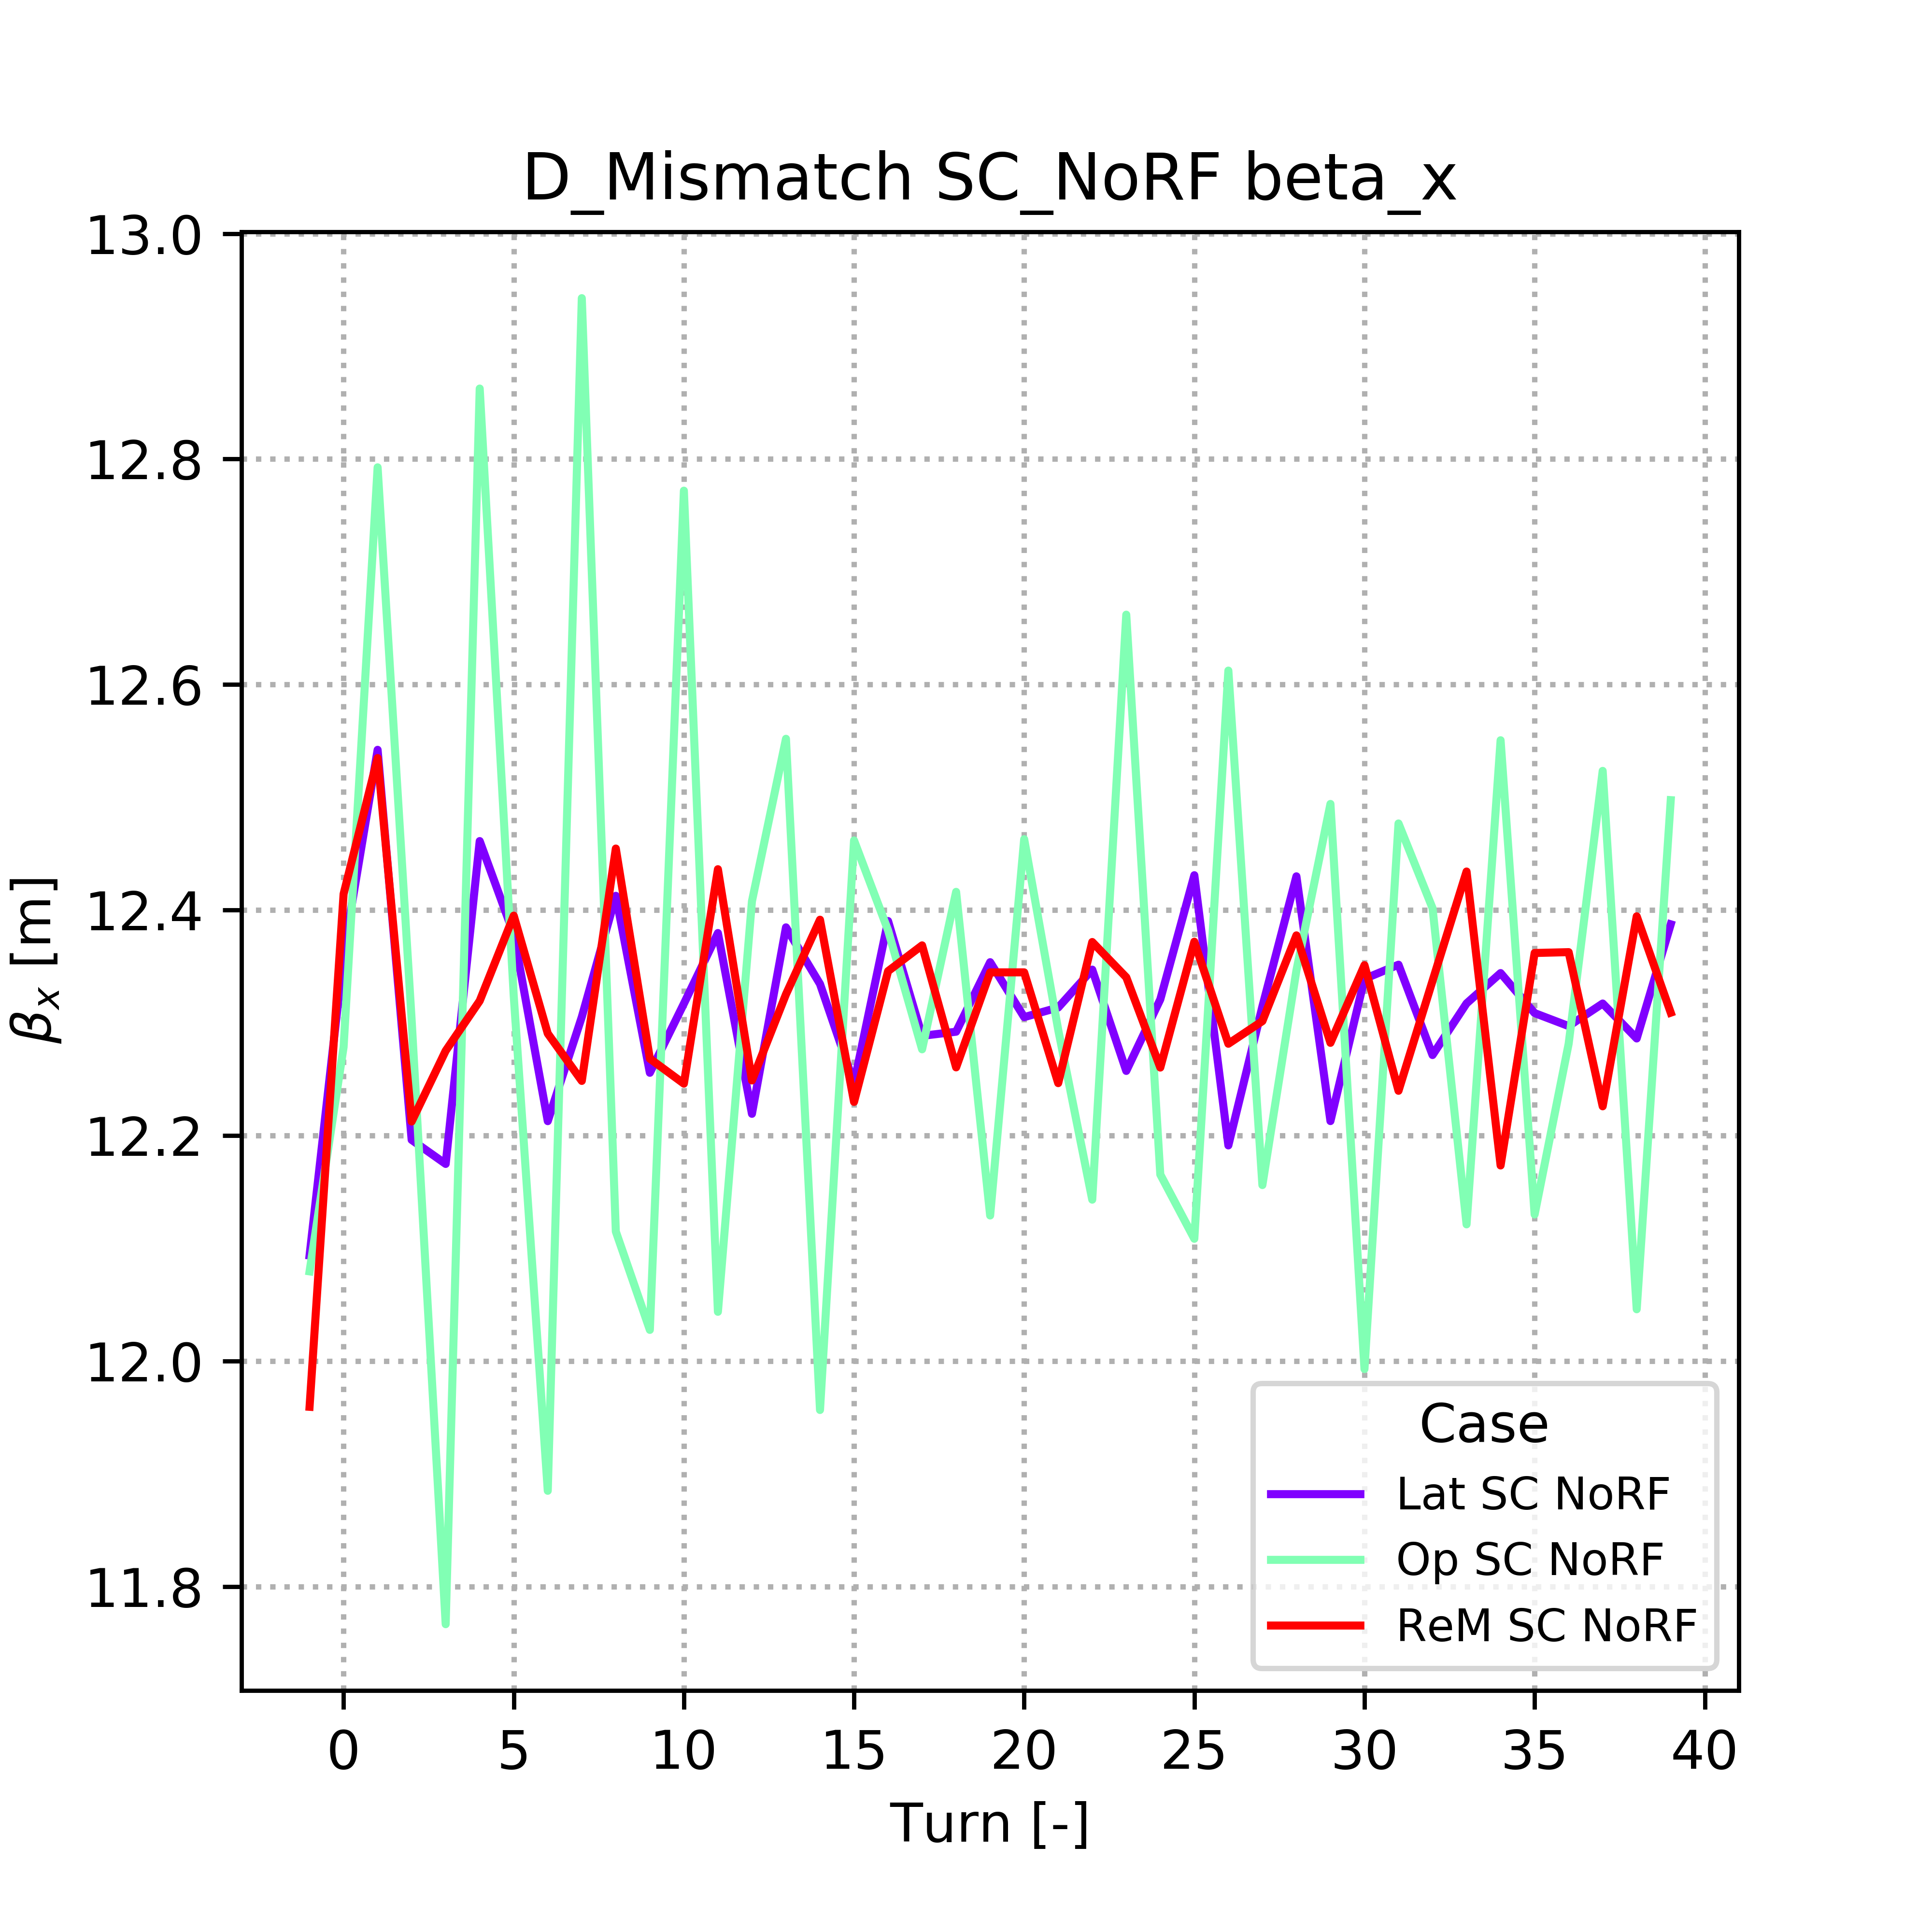 D_Mismatch SC_NoRF beta_x
13.0
12.8
12.6
12.4
12.2
12.0
11.8
βx [m]
0 5 10 15 20 25 30 35 40
Turn [-]
Case
Lat SC NoRF
Op SC NoRF
ReM SC NoRF